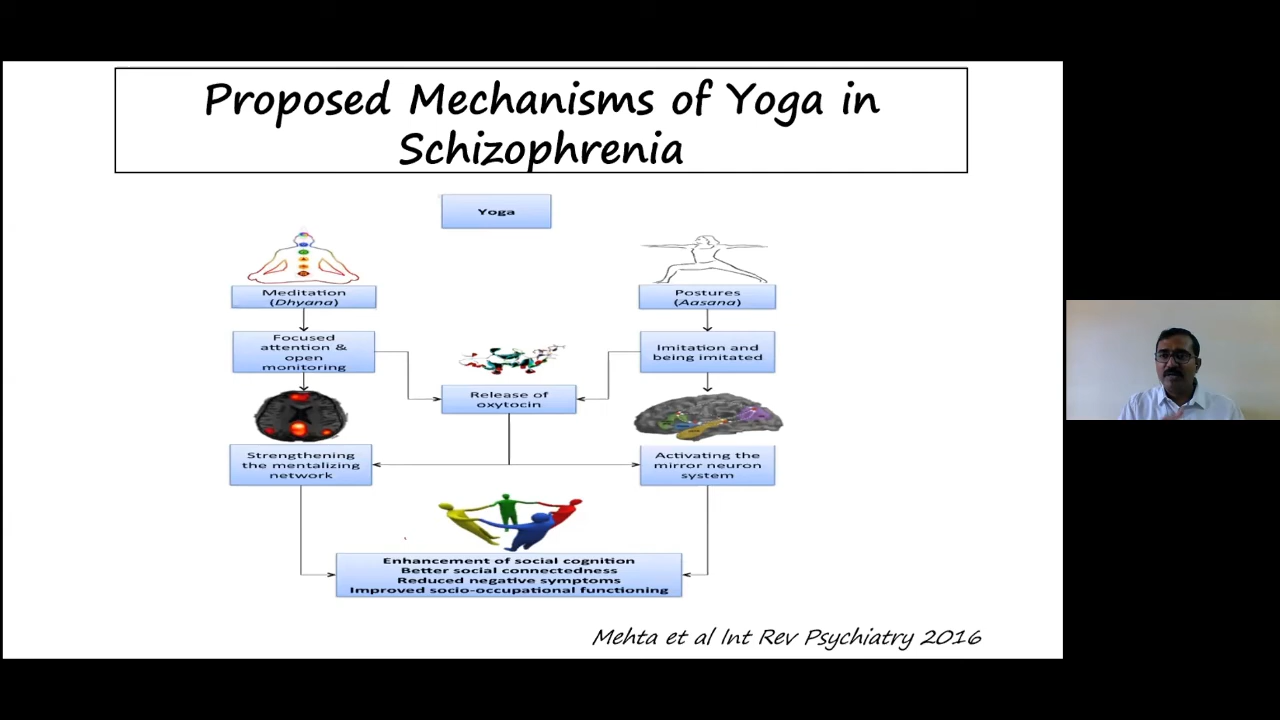 Proposed Mechanisms of Yoga in
Schizophrenia
Yoga
Meditation
(Dhyana)
Postures
(Aasana)
Focused
attention &
open
monitoring
Imitation and
being imitated
Release of
oxytocin
Strengthening
the mentalizing
network
Activating the
mirror neuron
system
Enhancement of social cognition
Better social connectedness
Reduced negative symptoms
Improved socio-occupational functioning
Mehta et al Int Rev Psychiatry 2016